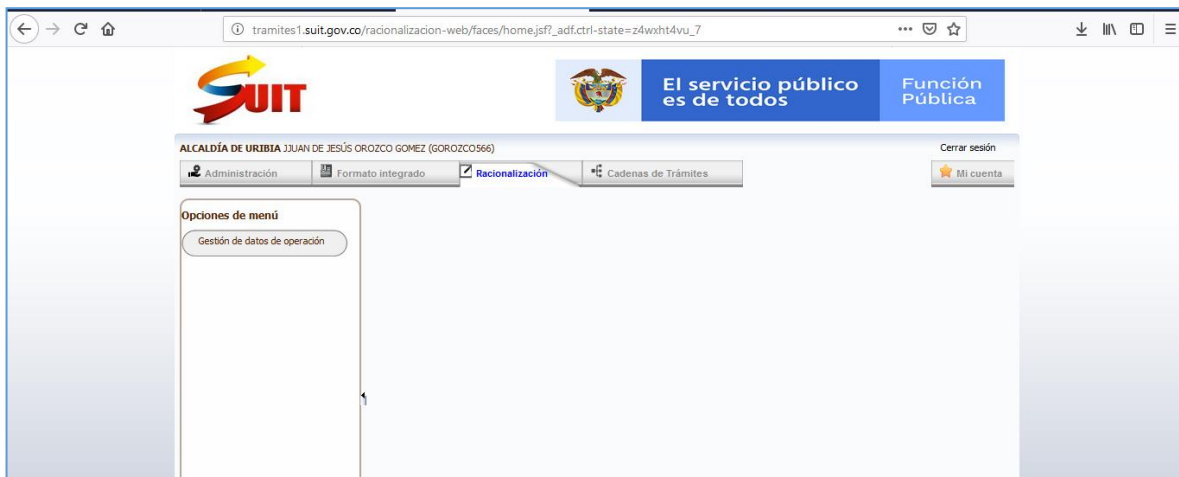 tramites1.suit.gov.co/racionalizacion-web/faces/home.jsf?_adf.ctrl-state=z4wxht4vu_7
SUIT
El servicio público
es de todos
Función
Pública
ALCALDÍA DE URIBIA JJUAN DE JESÚS OROZCO GOMEZ (GOROZCO566)
Cerrar sesión
Administración
Formato integrado
Racionalización
Cadenas de Trámites
Mi cuenta
Opciones de menú
Gestión de datos de operación